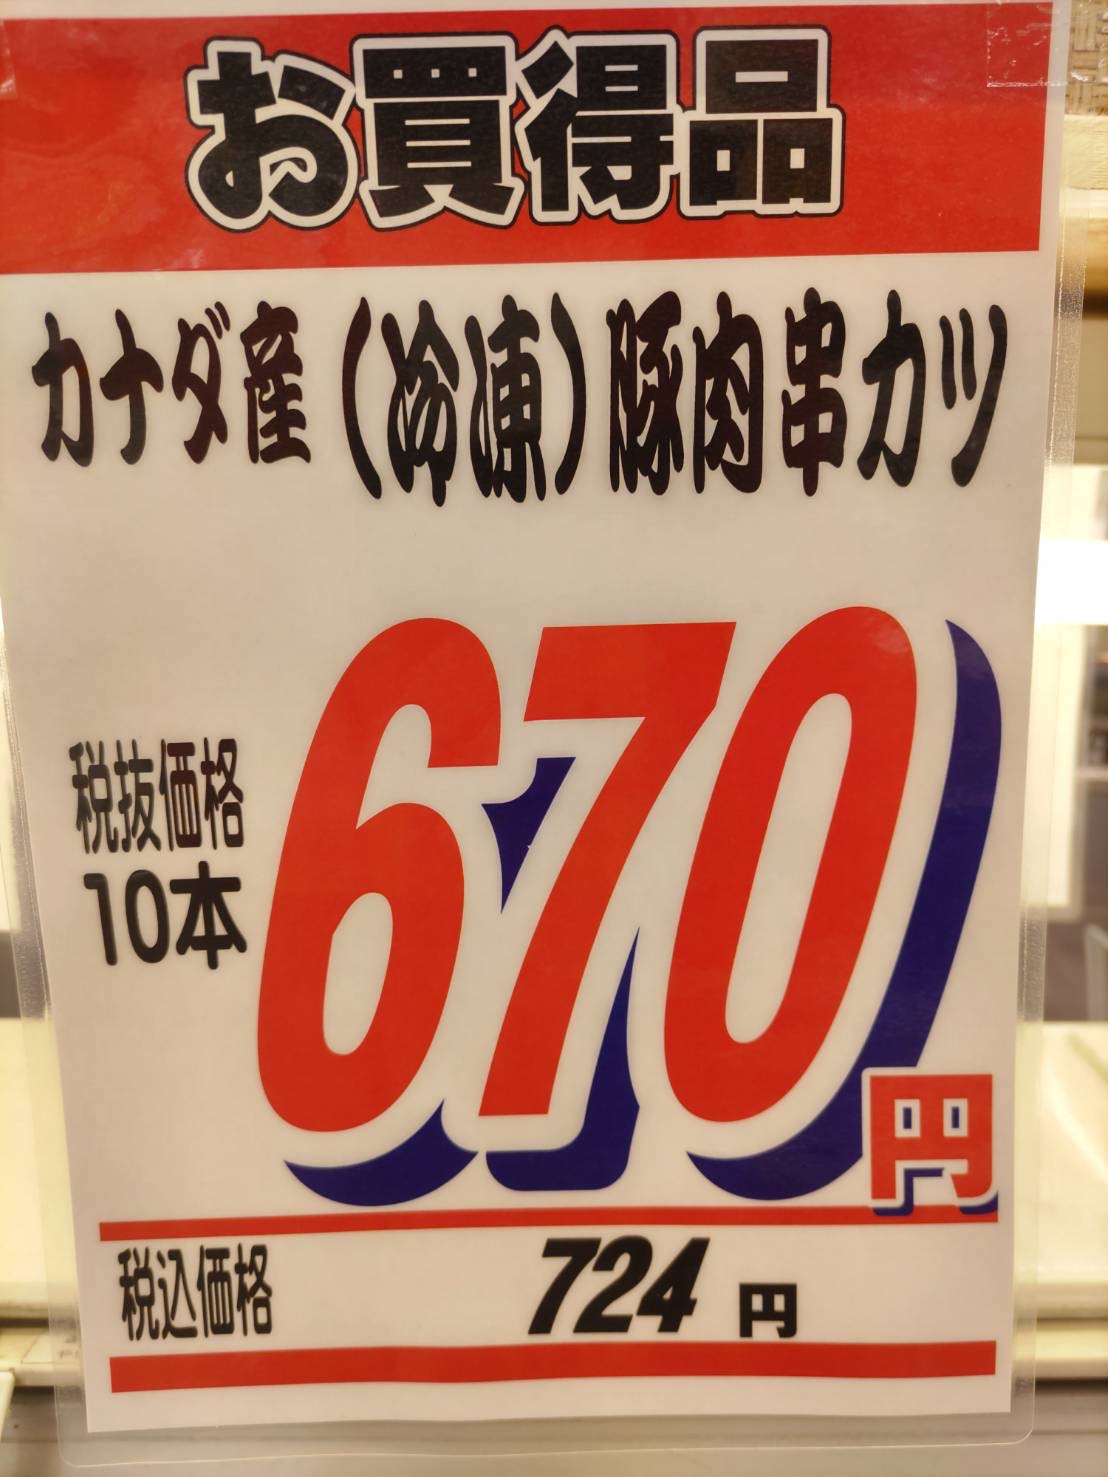 お買得品
カナダ産(冷凍)豚肉串カツ
税抜価格
10本
670円
税込価格 724円